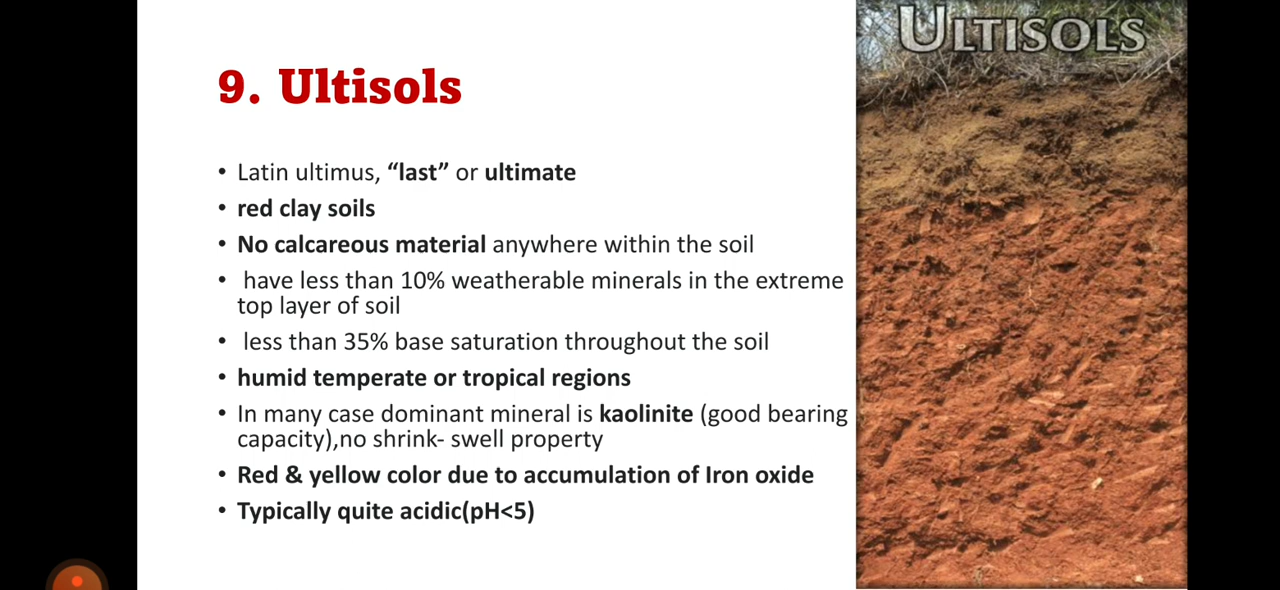 ULTISOLS
9. Ultisols
• Latin ultimus, “last” or ultimate
• red clay soils
• No calcareous material anywhere within the soil
• have less than 10% weatherable minerals in the extreme
top layer of soil
• less than 35% base saturation throughout the soil
• humid temperate or tropical regions
• In many case dominant mineral is kaolinite (good bearing
capacity),no shrink- swell property
• Red & yellow color due to accumulation of Iron oxide
• Typically quite acidic(pH<5)